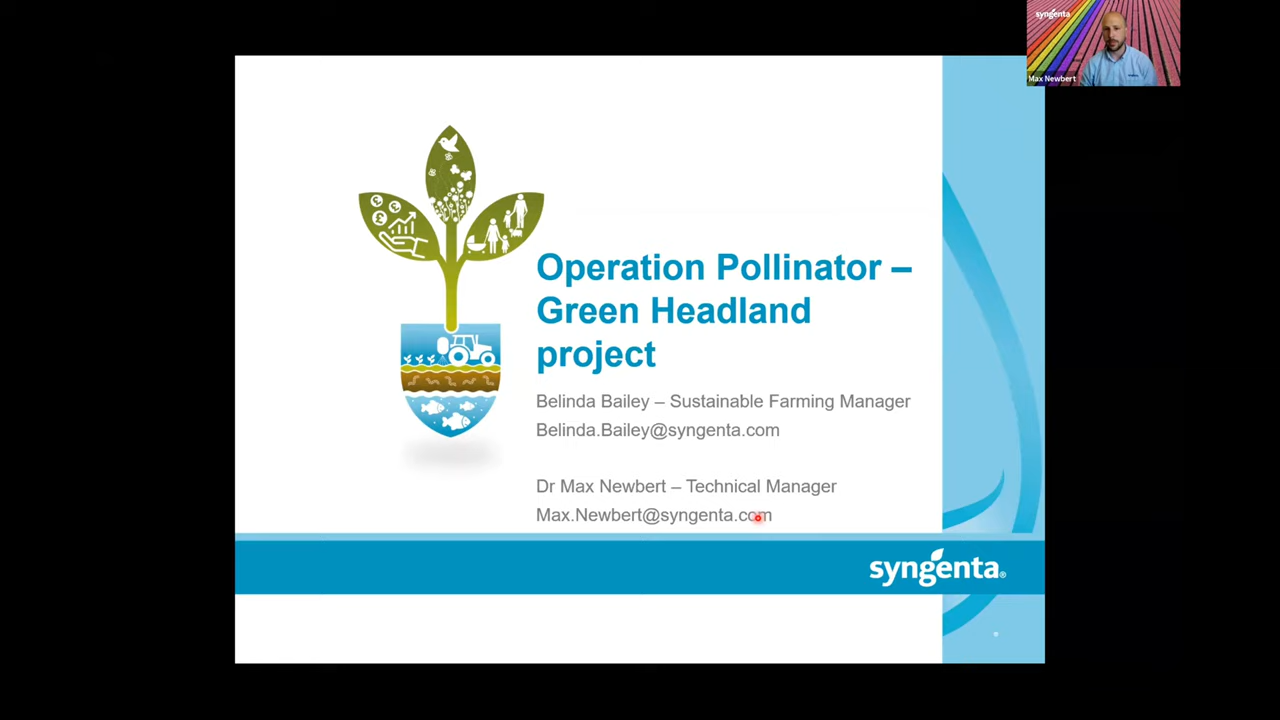 syngenta
Max Newbert
Operation Pollinator –
Green Headland
project
Belinda Bailey – Sustainable Farming Manager
Belinda.Bailey@syngenta.com
Dr Max Newbert – Technical Manager
Max.Newbert@syngenta.com
syngenta®